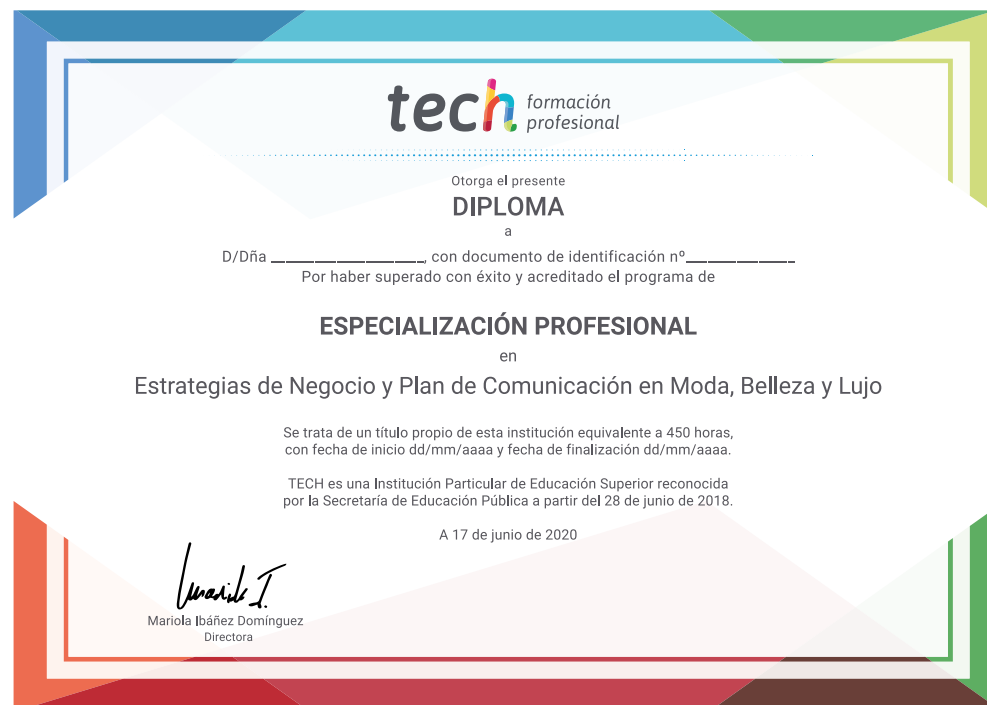 tech formación
profesional
Otorga el presente
DIPLOMA
a
D/Dña ____________________, con documento de identificación nº______________
Por haber superado con éxito y acreditado el programa de
ESPECIALIZACIÓN PROFESIONAL
en
Estrategias de Negocio y Plan de Comunicación en Moda, Belleza y Lujo
Se trata de un título propio de esta institución equivalente a 450 horas,
con fecha de inicio dd/mm/aaaa y fecha de finalización dd/mm/aaaa.
TECH es una Institución Particular de Educación Superior reconocida
por la Secretaría de Educación Pública a partir del 28 de junio de 2018.
A 17 de junio de 2020
Mariola I.
Mariola Ibáñez Domínguez
Directora